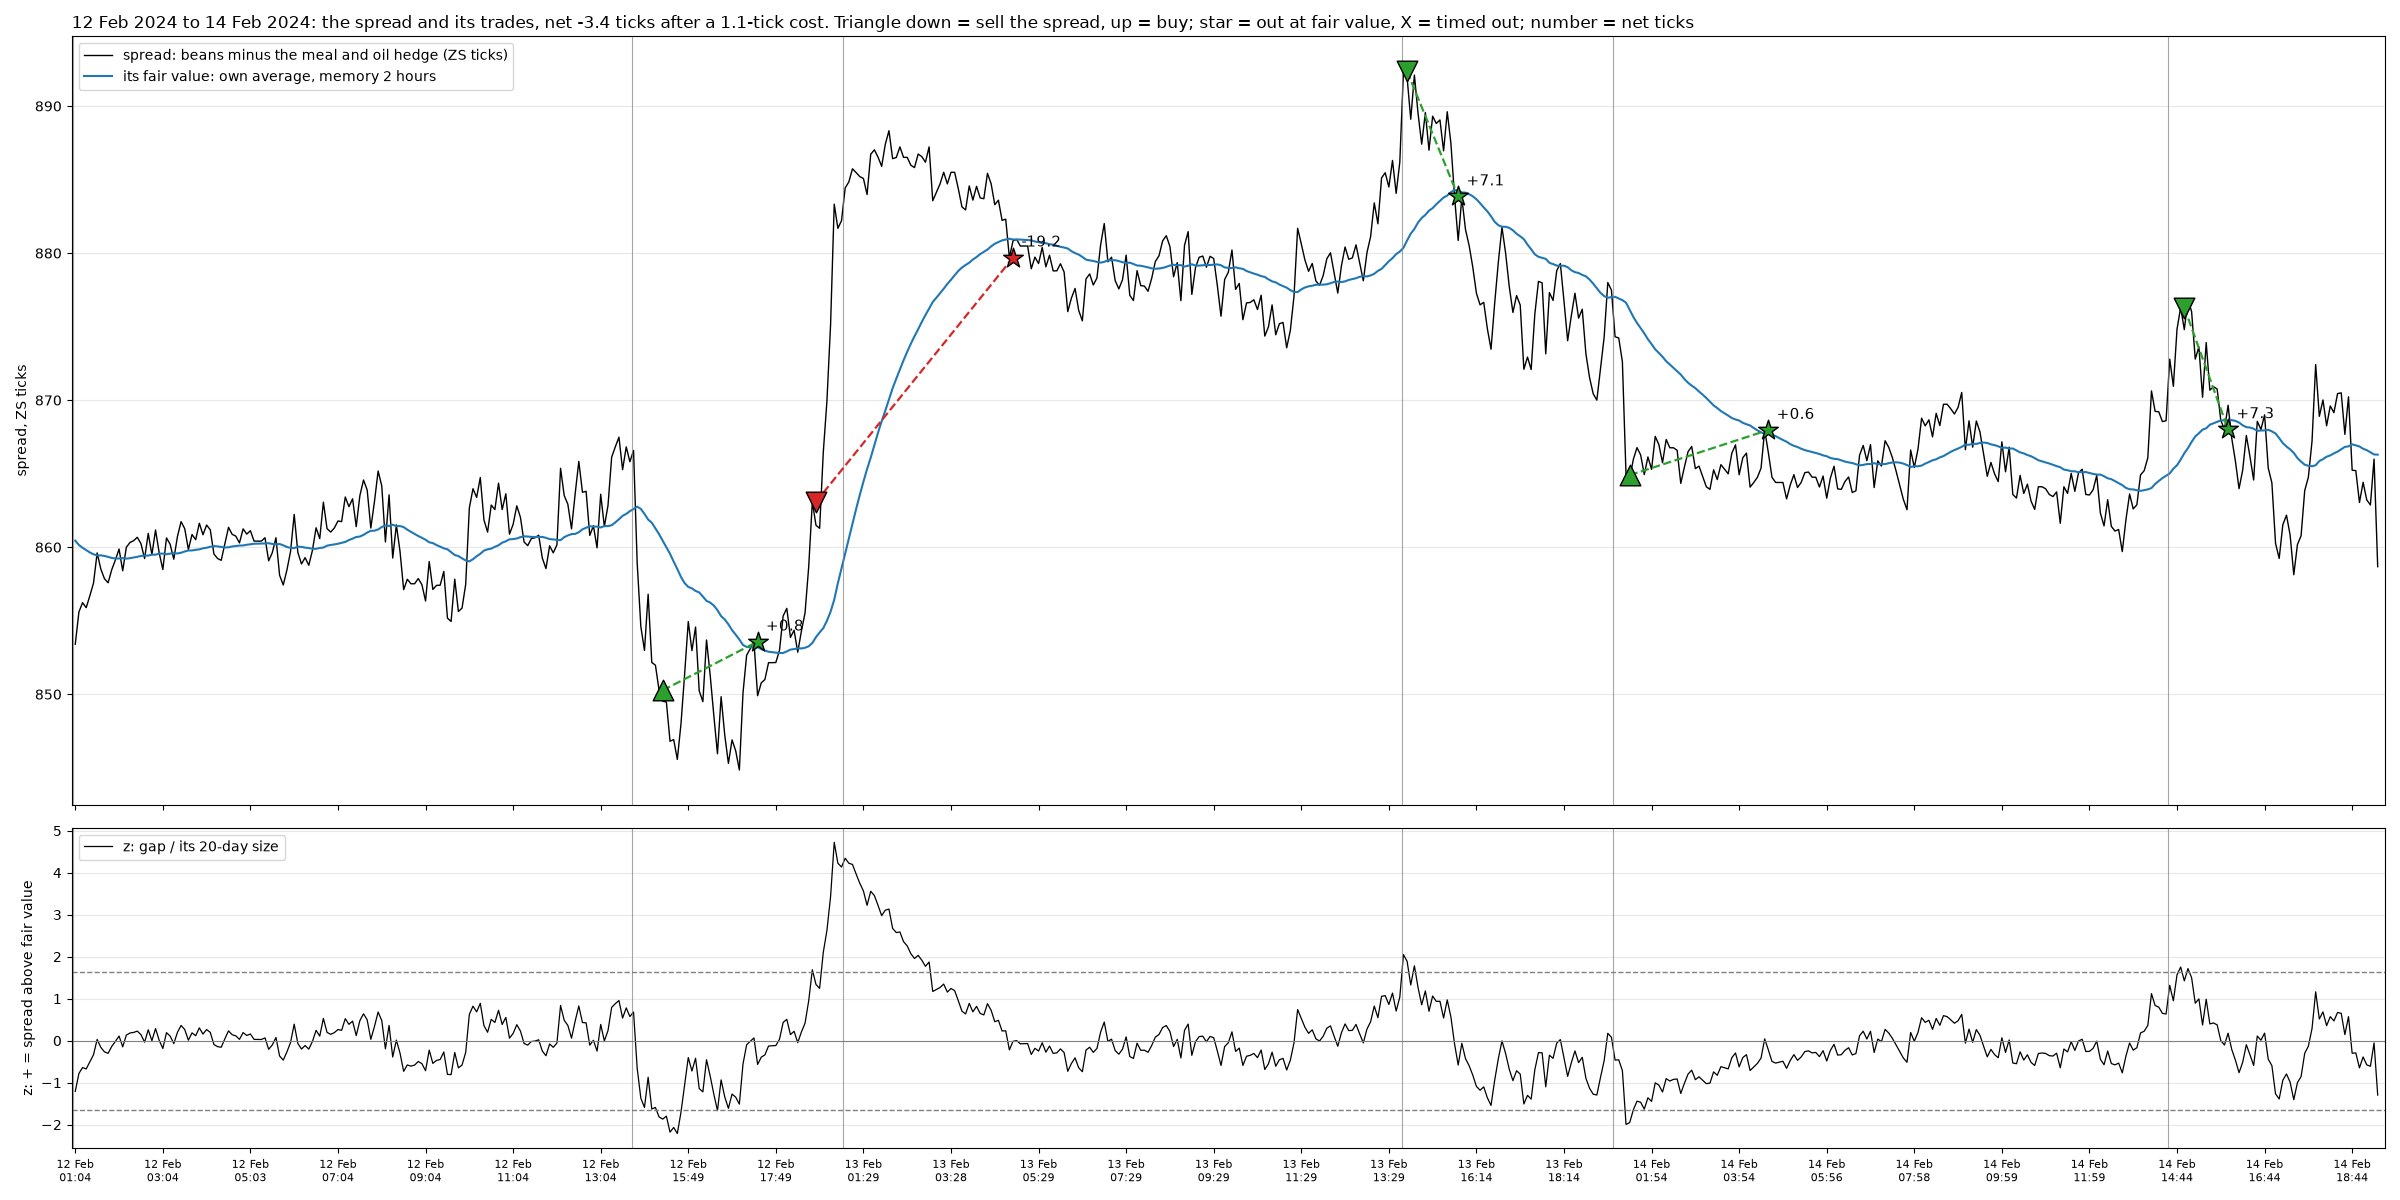 12 Feb 2024 to 14 Feb 2024: the spread and its trades, net -3.4 ticks after a 1.1-tick cost. Triangle down = sell the spread, up = buy; star = out at fair value, X = timed out; number = net ticks
spread: beans minus the meal and oil hedge (ZS ticks)
its fair value: own average, memory 2 hours
spread, ZS ticks
890
880
870
860
850
+0.8
-19.2
+7.1
+0.6
+7.3
z: gap / its 20-day size
z: + = spread above fair value
5
4
3
2
1
0
−1
−2
12 Feb 12 Feb 12 Feb 12 Feb 12 Feb 12 Feb 12 Feb 12 Feb 12 Feb 13 Feb 13 Feb 13 Feb 13 Feb 13 Feb 13 Feb 13 Feb 13 Feb 13 Feb 14 Feb 14 Feb 14 Feb 14 Feb 14 Feb 14 Feb 14 Feb 14 Feb 14 Feb
01:04 03:04 05:03 07:04 09:04 11:04 13:04 15:49 17:49 01:29 03:28 05:29 07:29 09:29 11:29 13:29 16:14 18:14 01:54 03:54 05:56 07:58 09:59 11:59 14:44 16:44 18:44